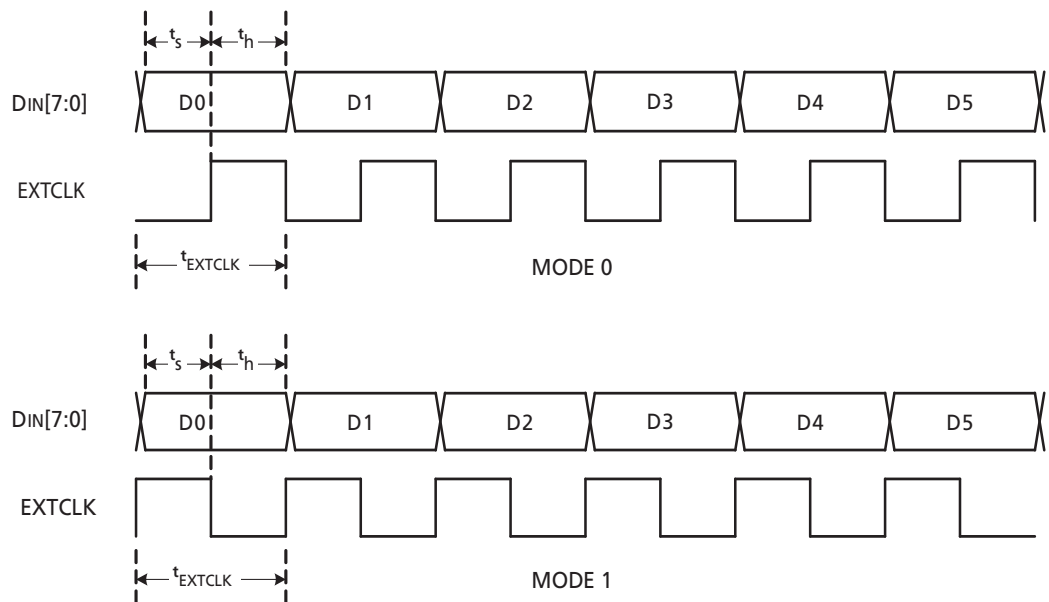 ts th
DIN[7:0] D0 D1 D2 D3 D4 D5
EXTCLK
tEXTCLK MODE 0
ts th
DIN[7:0] D0 D1 D2 D3 D4 D5
EXTCLK
tEXTCLK MODE 1